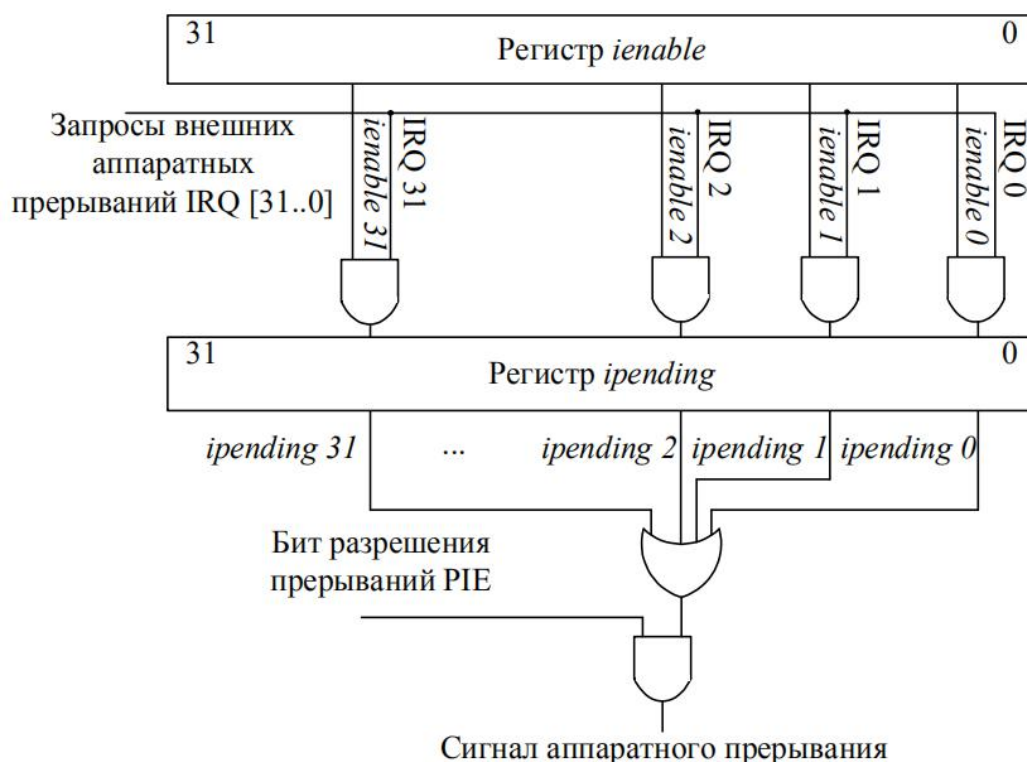 31
Регистр ienable
0
Запросы внешних
аппаратных
прерываний IRQ [31..0]
ienable 31
IRQ 31
ienable 2
IRQ 2
ienable 1
IRQ 1
ienable 0
IRQ 0
31
Регистр ipending
0
ipending 31
...
ipending 2
ipending 1
ipending 0
Бит разрешения
прерываний PIE
Сигнал аппаратного прерывания